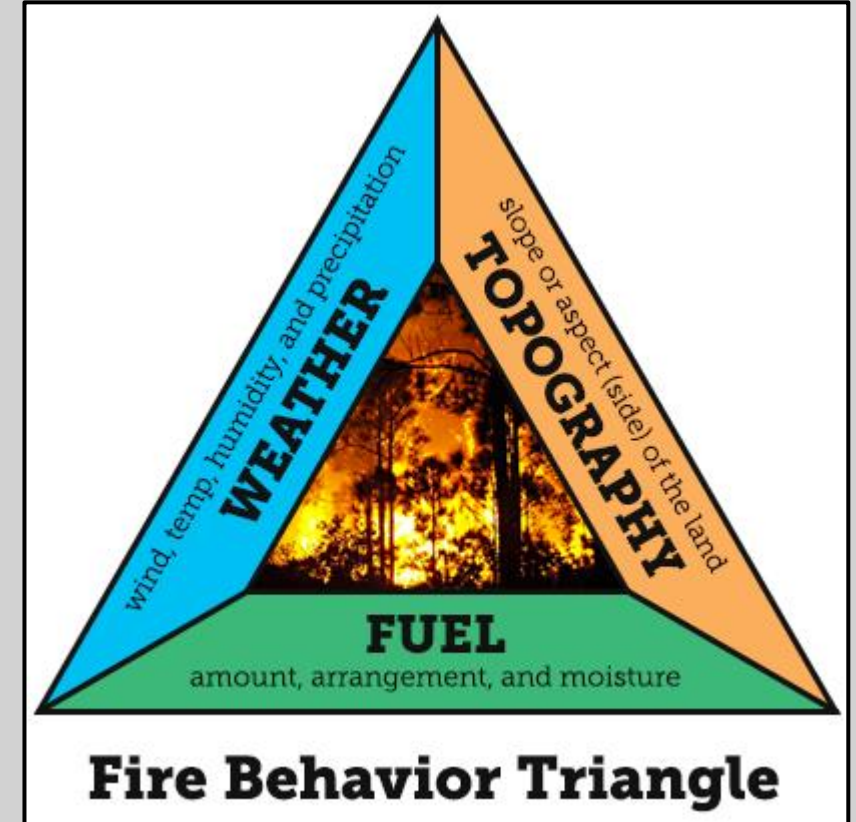 wind, temp, humidity, and precipitation
WEATHER
slope or aspect (side) of the land
TOPOGRAPHY
FUEL
amount, arrangement, and moisture
Fire Behavior Triangle